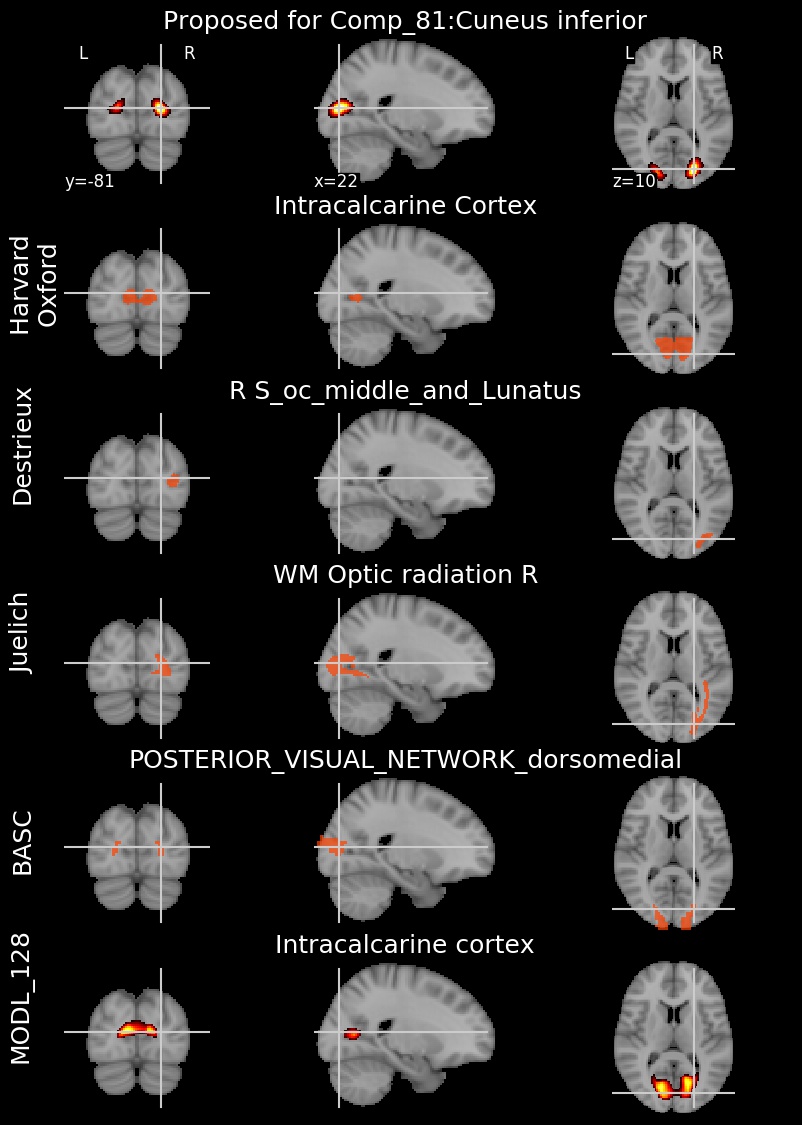 Proposed for Comp_81:Cuneus inferior
L R L R
y=-81 x=22 z=10
Intracalcarine Cortex
Harvard
Oxford
R S_oc_middle_and_Lunatus
Destrieux
WM Optic radiation R
Juelich
POSTERIOR_VISUAL_NETWORK_dorsomedial
BASC
Intracalcarine cortex
MODL_128